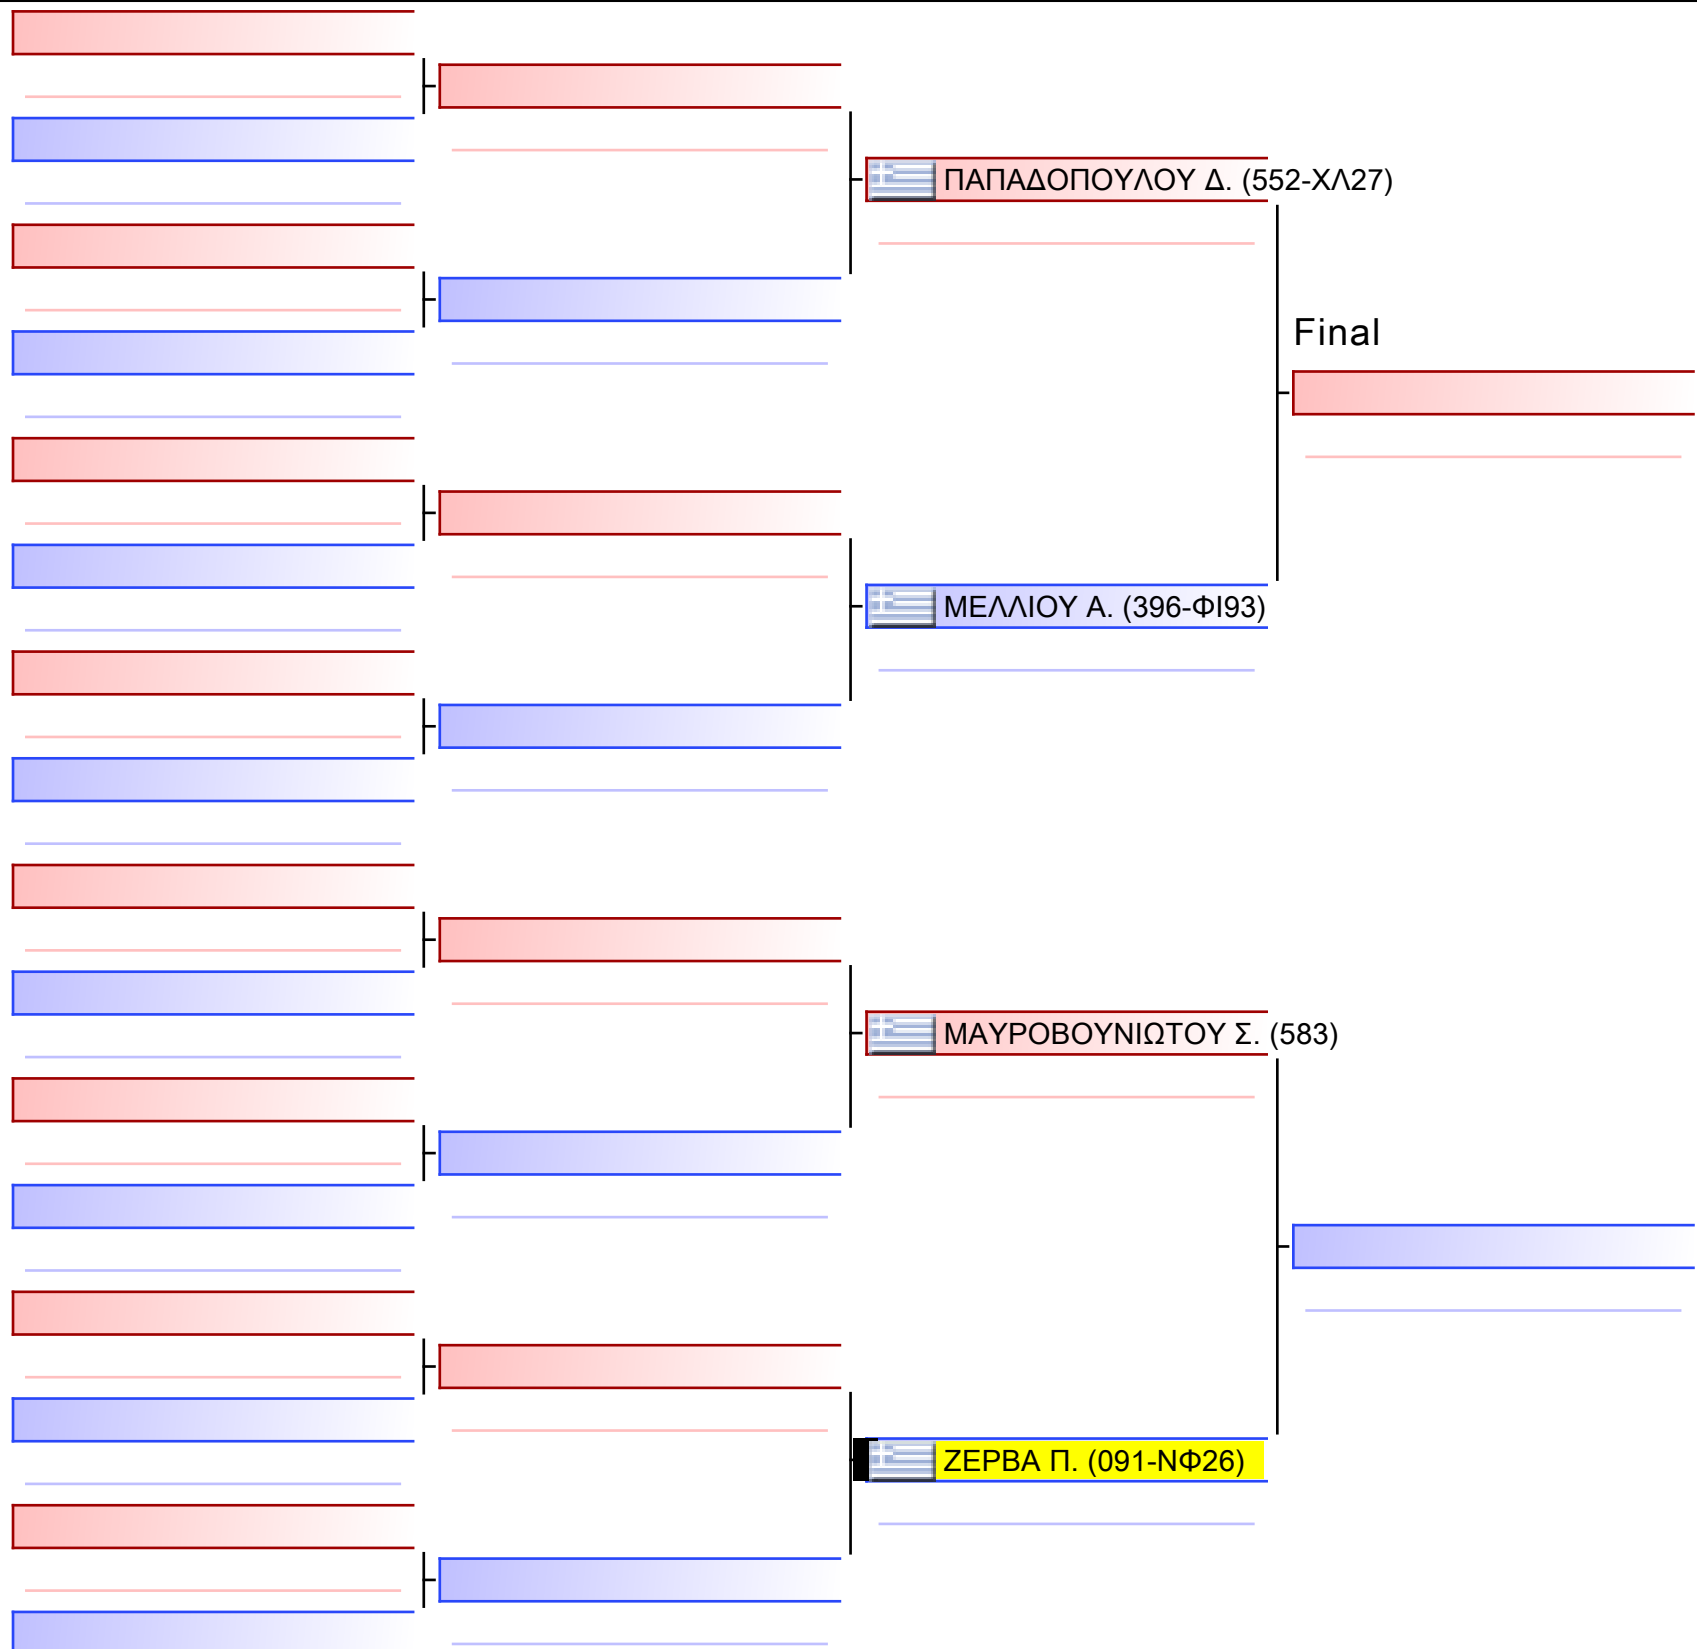 ΠΑΠΑΔΟΠΟΥΛΟΥ Δ. (552-ΧΛ27)
Final
ΜΕΛΛΙΟΥ Α. (396-ΦΙ93)
ΜΑΥΡΟΒΟΥΝΙΩΤΟΥ Σ. (583)
ΖΕΡΒΑ Π. (091-ΝΦ26)